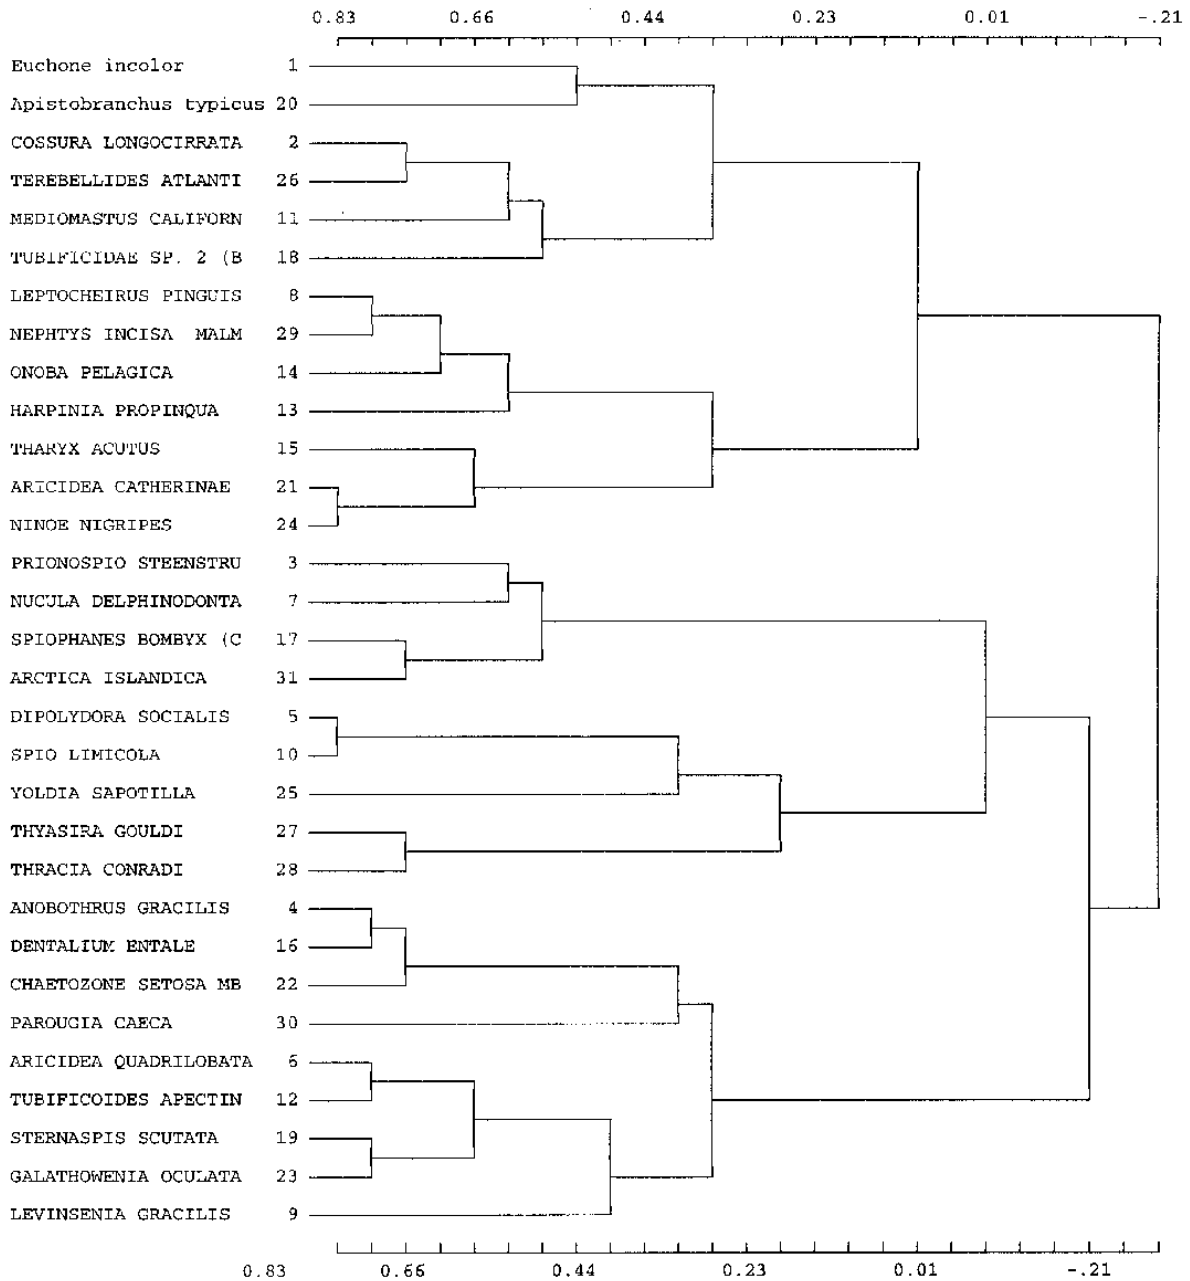 0.83 0.66 0.44 0.23 0.01 -.21
Euchone incolor 1
Apistobranchus typicus 20
COSSURA LONGOCIRRATA 2
TEREBELLIDES ATLANTI 26
MEDIOMASTUS CALIFORN 11
TUBIFICIDAE SP. 2 (B 18
LEPTOCHEIRUS PINGUIS 8
NEPHTYS INCISA MALM 29
ONOBA PELAGICA 14
HARPINIA PROPINQUA 13
THARYX ACUTUS 15
ARICIDEA CATHERINAE 21
NINOE NIGRIPES 24
PRIONOSPIO STEENSTRU 3
NUCULA DELPHINODONTA 7
SPIOPHANES BOMBYX (C 17
ARCTICA ISLANDICA 31
DIPOLYDORA SOCIALIS 5
SPIO LIMICOLA 10
YOLDIA SAPOTILLA 25
THYASIRA GOULDI 27
THRACIA CONRADI 28
ANOBOTHRUS GRACILIS 4
DENTALIUM ENTALE 16
CHAETOZONE SETOSA MB 22
PAROUGIA CAECA 30
ARICIDEA QUADRILOBATA 6
TUBIFICOIDES APECTIN 12
STERNASPIS SCUTATA 19
GALATHOWENIA OCULATA 23
LEVINSENIA GRACILIS 9
0.83 0.66 0.44 0.23 0.01 -.21